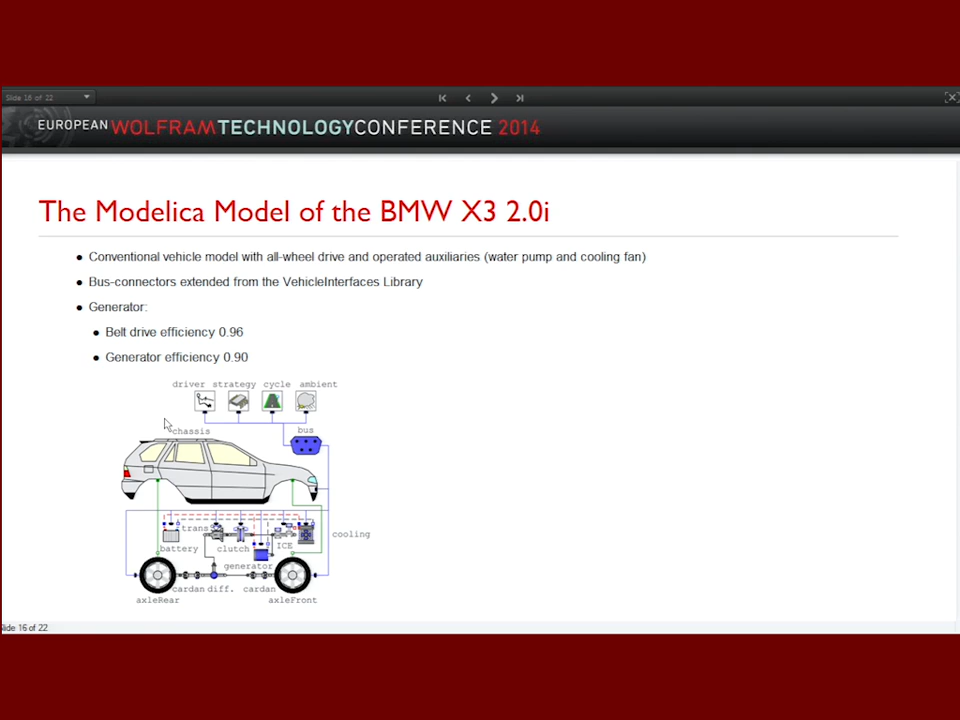 Slide 16 of 22
EUROPEAN WOLFRAMTECHNOLOGYCONFERENCE 2014
The Modelica Model of the BMW X3 2.0i
Conventional vehicle model with all-wheel drive and operated auxiliaries (water pump and cooling fan)
Bus-connectors extended from the VehicleInterfaces Library
Generator:
Belt drive efficiency 0.96
Generator efficiency 0.90
driver strategy cycle ambient
chassis
bus
trans
cooling
battery clutch ICE
generator
cardan diff. cardan
axleRear axleFront
Slide 16 of 22